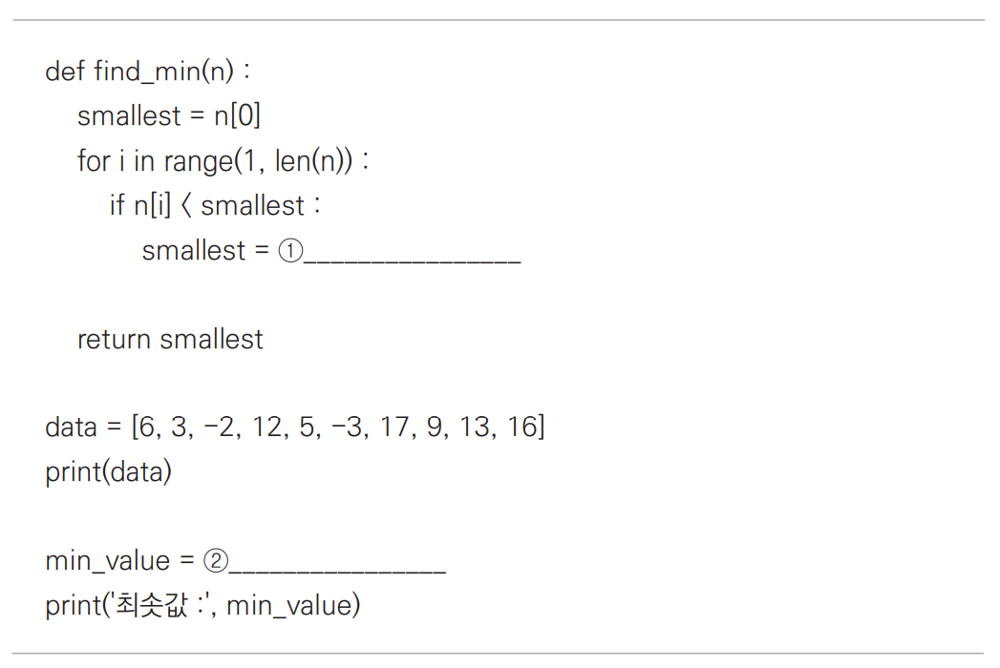 def find_min(n) :
smallest = n[0]
for i in range(1, len(n)) :
if n[i] < smallest :
smallest = ①________________
return smallest
data = [6, 3, -2, 12, 5, -3, 17, 9, 13, 16]
print(data)
min_value = ②________________
print('최솟값 :', min_value)